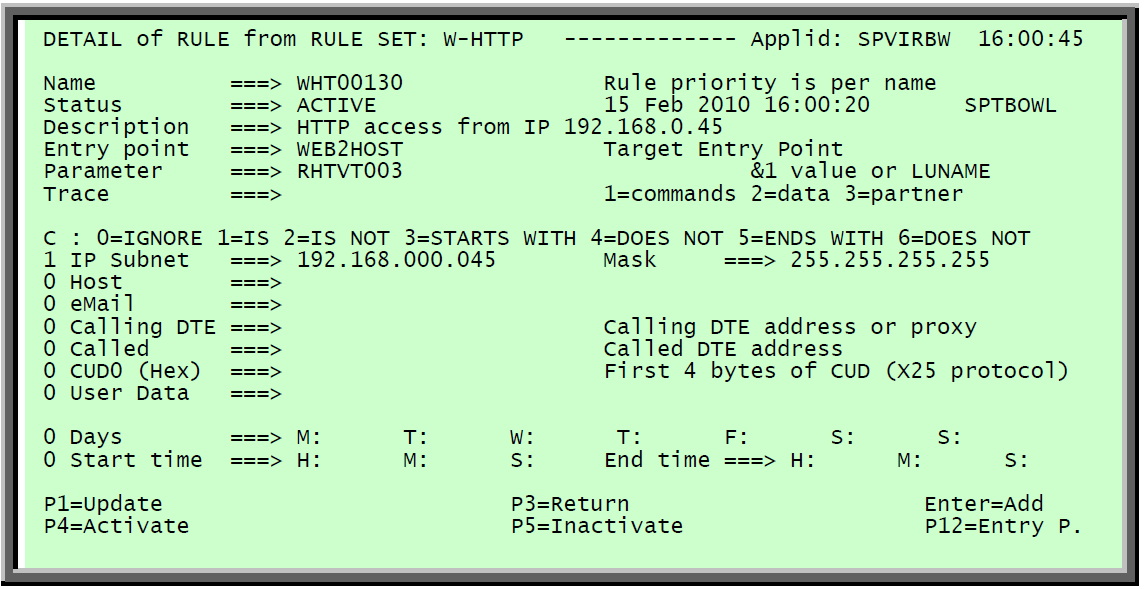 DETAIL of RULE from RULE SET: W-HTTP   ------------- Applid: SPVIRBW  16:00:45
Name          ===> WHT00130               Rule priority is per name
Status        ===> ACTIVE                 15 Feb 2010 16:00:20       SPTBOWL
Description   ===> HTTP access from IP 192.168.0.45
Entry point   ===> WEB2HOST               Target Entry Point
Parameter     ===> RHTVT003                          &1 value or LUNAME
Trace         ===>                        1=commands 2=data 3=partner
C : 0=IGNORE 1=IS 2=IS NOT 3=STARTS WITH 4=DOES NOT 5=ENDS WITH 6=DOES NOT
1 IP Subnet   ===> 192.168.000.045        Mask     ===> 255.255.255.255
0 Host        ===>
0 eMail       ===>
0 Calling DTE ===>                        Calling DTE address or proxy
0 Called      ===>                        Called DTE address
0 CUD0 (Hex)  ===>                        First 4 bytes of CUD (X25 protocol)
0 User Data   ===>
0 Days        ===> M:      T:      W:      T:      F:      S:      S:
0 Start time  ===> H:      M:      S:     End time ===> H:      M:      S:
P1=Update                          P3=Return                      Enter=Add
P4=Activate                        P5=Inactivate                  P12=Entry P.